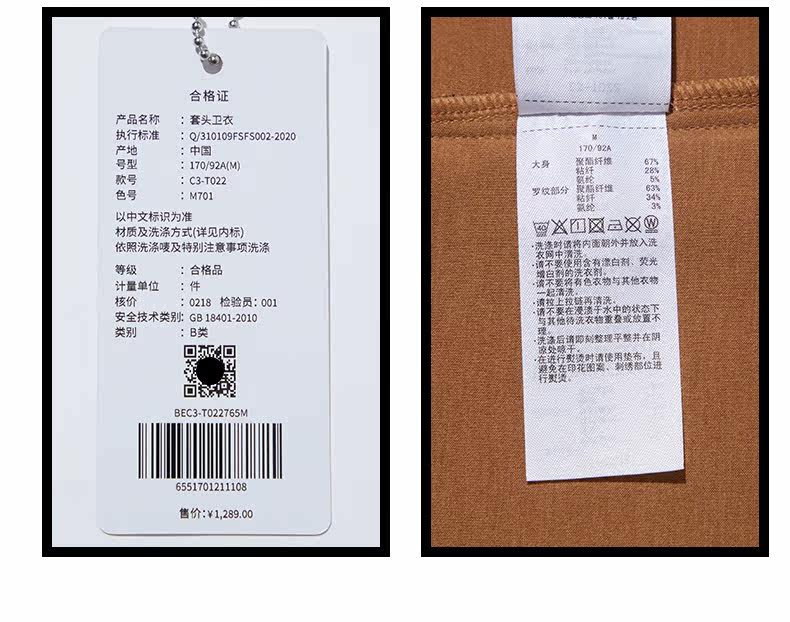 合格证
产品名称 ：套头卫衣
执行标准 ：Q/310109FSFS002-2020
产地 ：中国
号型 ：170/92A(M)
款号 ：C3-T022
色号 ：M701
以中文标识为准
材质及洗涤方式(详见内标)
依照洗涤唛及特别注意事项洗涤
等级 ：合格品
计量单位 ：件
核价 ：0218 检验员：001
安全技术类别：GB 18401-2010
类别 ：B类
BEC3-T022765M
6551701211108
售价：¥1,289.00
M
170/92A
大身 聚酯纤维 67%
粘纤 28%
氨纶 5%
罗纹部分 聚酯纤维 63%
粘纤 34%
氨纶 3%
40
W
·洗涤时请将内面朝外并放入洗
衣网中清洗。
·请不要使用含有漂白剂、荧光
增白剂的洗衣剂。
·请不要将有色衣物与其他衣物
一起清洗。
·请拉上拉链再清洗。
·请不要在浸渍于水中的状态下
与其他待洗衣物重叠或放置不
理。
·洗涤后请即刻整理平整并在阴
凉处晾干。
·在进行熨烫时请使用垫布，且
避免在印花图案、刺绣部位进
行熨烫。